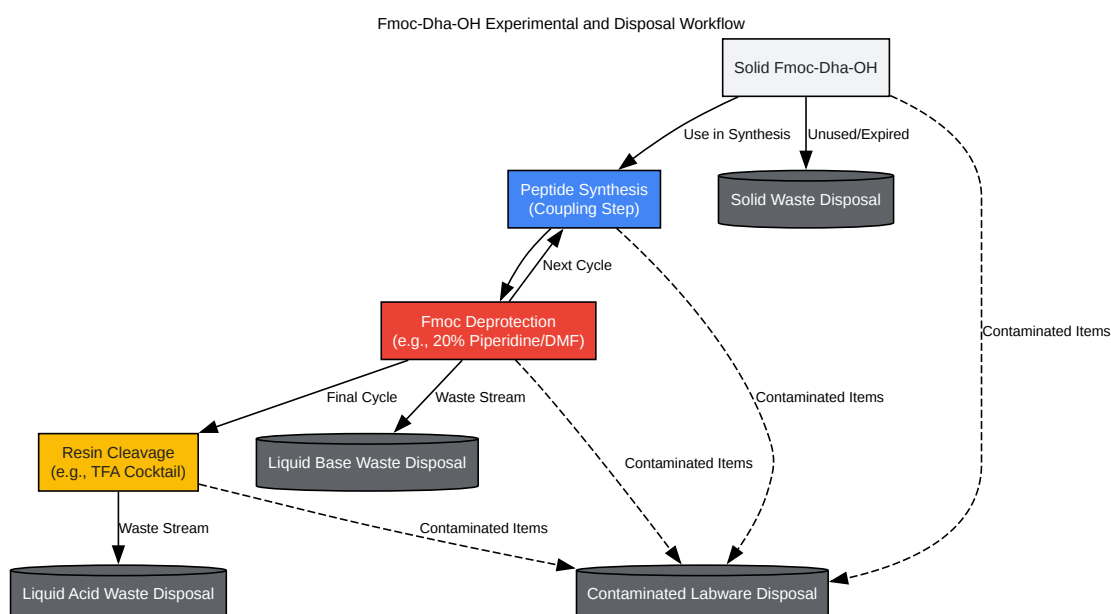 Fmoc-Dha-OH Experimental and Disposal Workflow
Solid Fmoc-Dha-OH
Use in Synthesis
Unused/Expired
Peptide Synthesis
(Coupling Step)
Solid Waste Disposal
Next Cycle
Fmoc Deprotection
(e.g., 20% Piperidine/DMF)
Contaminated Items
Final Cycle
Waste Stream
Contaminated Items
Resin Cleavage
(e.g., TFA Cocktail)
Liquid Base Waste Disposal
Contaminated Items
Waste Stream
Contaminated Items
Liquid Acid Waste Disposal
Contaminated Labware Disposal